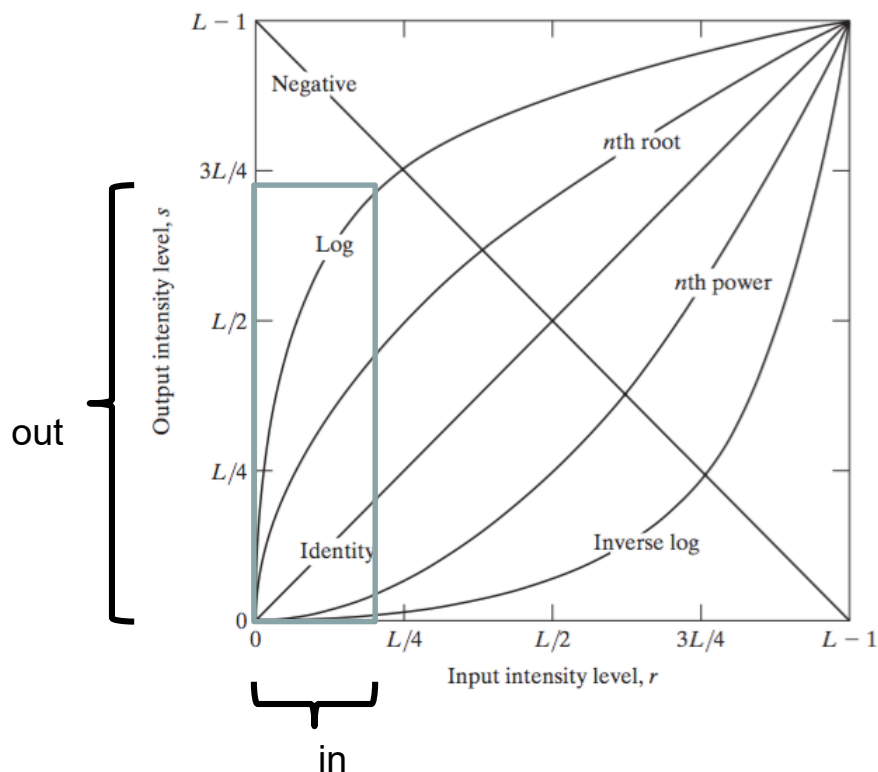 L − 1
Negative
nth root
3L/4
Log
nth power
L/2
Output intensity level, s
out
L/4
Identity
Inverse log
0
0 L/4 L/2 3L/4 L − 1
Input intensity level, r
in